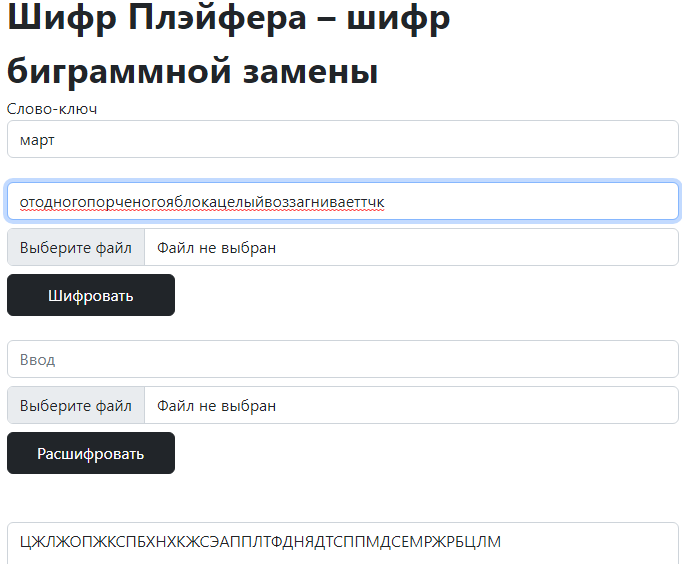 Шифр Плэйфера – шифр
биграммной замены
Слово-ключ
март
отодногопорченогояблокацелыйвоззагниваеттчк
Выберите файл Файл не выбран
Шифровать
Ввод
Выберите файл Файл не выбран
Расшифровать
ЦЖЛЖОПЖКСПБХНХКЖСЭАППЛТФДНЯДТСППМДСЕМРЖРБЦЛМ